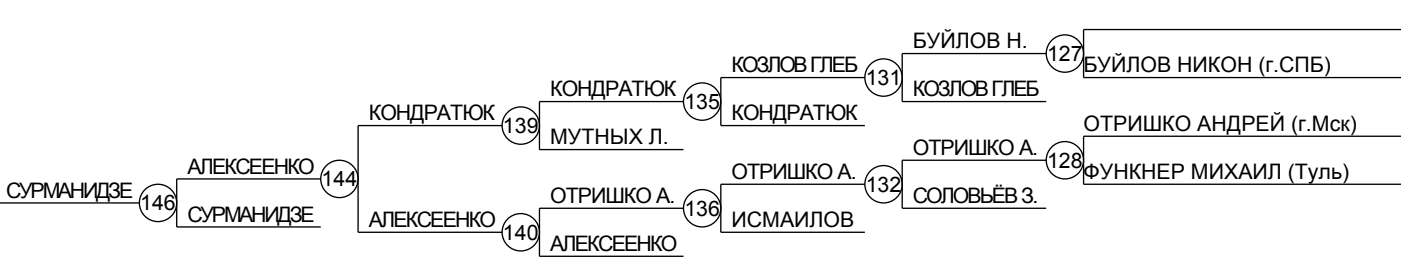 БУЙЛОВ Н.
127
БУЙЛОВ НИКОН (г.СПБ)
КОЗЛОВ ГЛЕБ
131
КОЗЛОВ ГЛЕБ
КОНДРАТЮК
135
КОНДРАТЮК
КОНДРАТЮК
139
МУТНЫХ Л.
ОТРИШКО АНДРЕЙ (г.Мск)
ОТРИШКО А.
128
ФУНКНЕР МИХАИЛ (Туль)
АЛЕКСЕЕНКО
144
ОТРИШКО А.
132
СОЛОВЬЁВ З.
СУРМАНИДЗЕ
146
СУРМАНИДЗЕ
ОТРИШКО А.
136
ИСМАИЛОВ
АЛЕКСЕЕНКО
140
АЛЕКСЕЕНКО